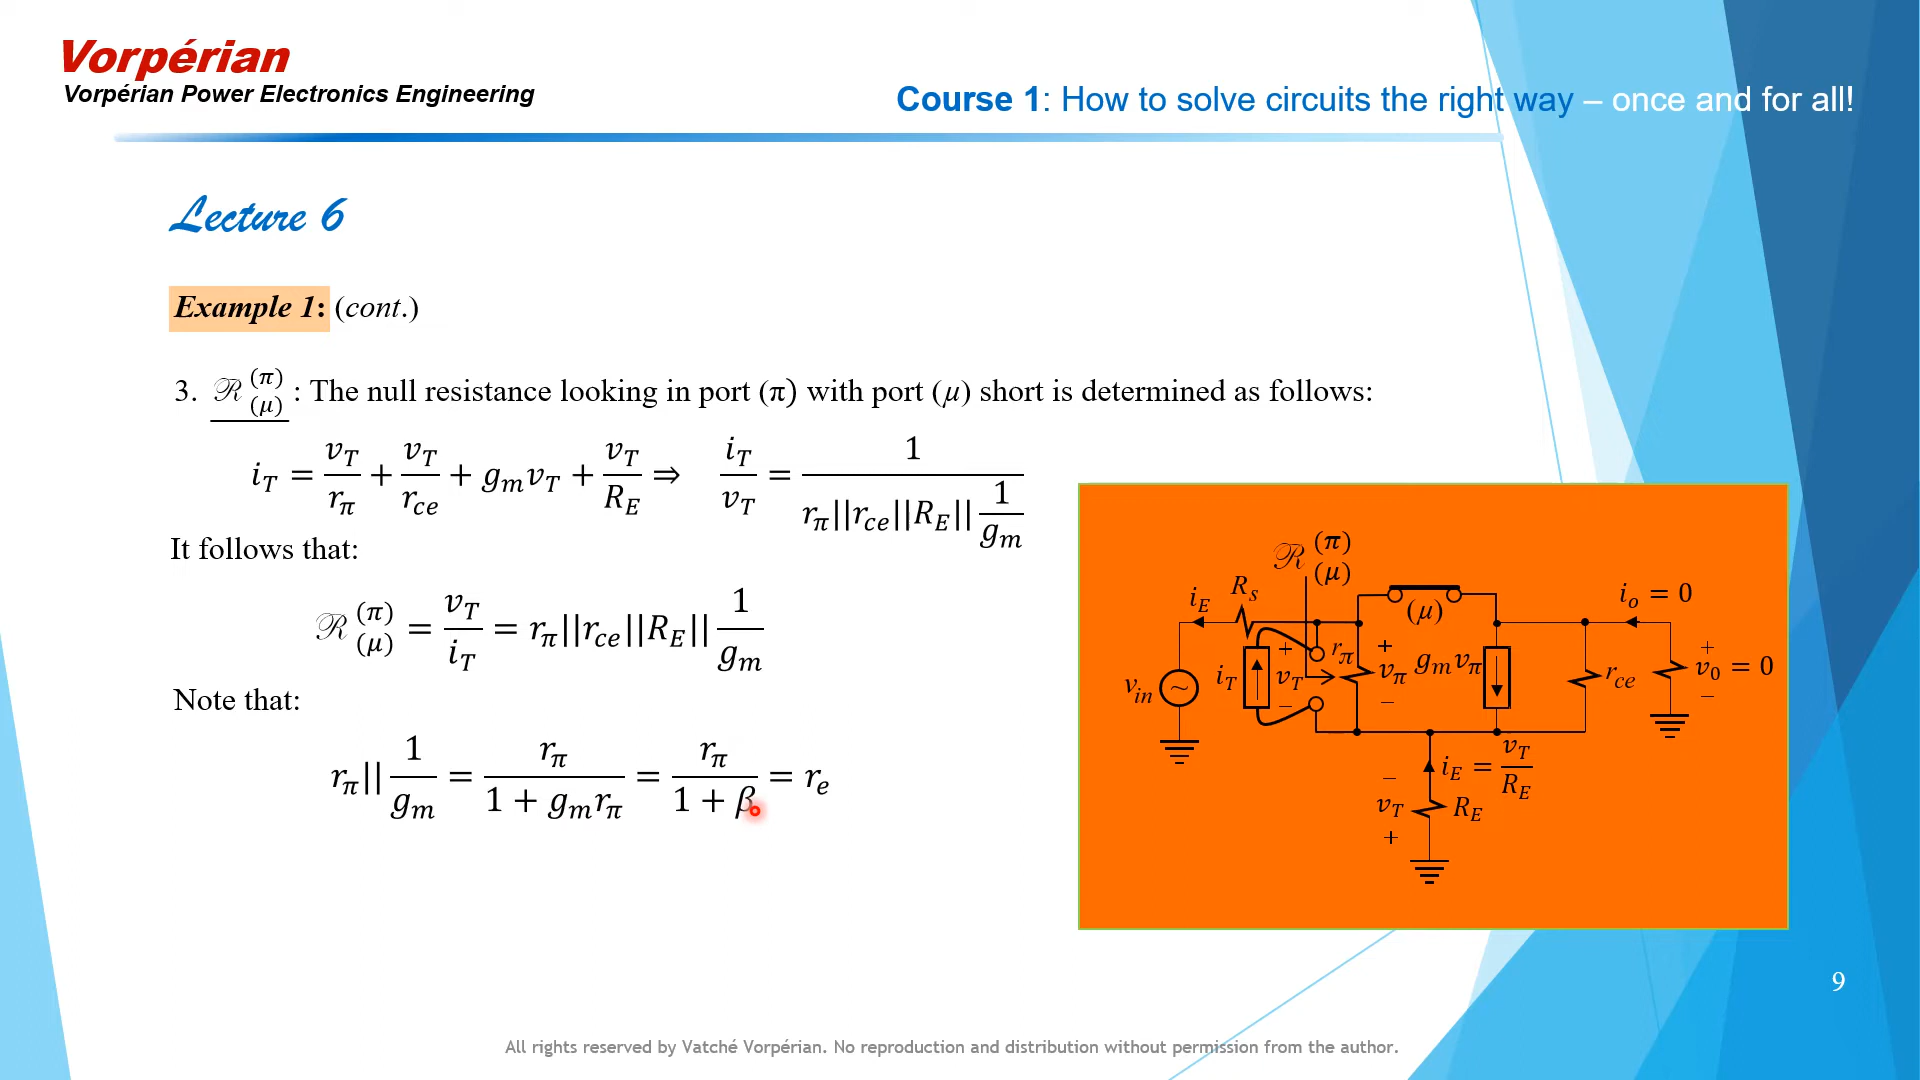 Vorpérian
Vorpérian Power Electronics Engineering
Course 1: How to solve circuits the right way – once and for all!
Lecture 6
Example 1: (cont.)
3. ℛ^(π)_(μ) : The null resistance looking in port (π) with port (μ) short is determined as follows:
i_T = v_T/r_π + v_T/r_ce + g_m v_T + v_T/R_E ⇒ i_T/v_T = 1/(r_π||r_ce||R_E||1/g_m)
It follows that:
ℛ^(π)_(μ) = v_T/i_T = r_π||r_ce||R_E||1/g_m
Note that:
r_π||1/g_m = r_π/(1 + g_m r_π) = r_π/(1 + β) = r_e
ℛ^(π)_(μ)
i_E R_s (μ) i_o = 0
v_in ~ i_T + v_T − r_π + v_π − g_m v_π r_ce + v_0 = 0 −
i_E = v_T/R_E
− v_T + R_E
9
All rights reserved by Vatché Vorpérian. No reproduction and distribution without permission from the author.